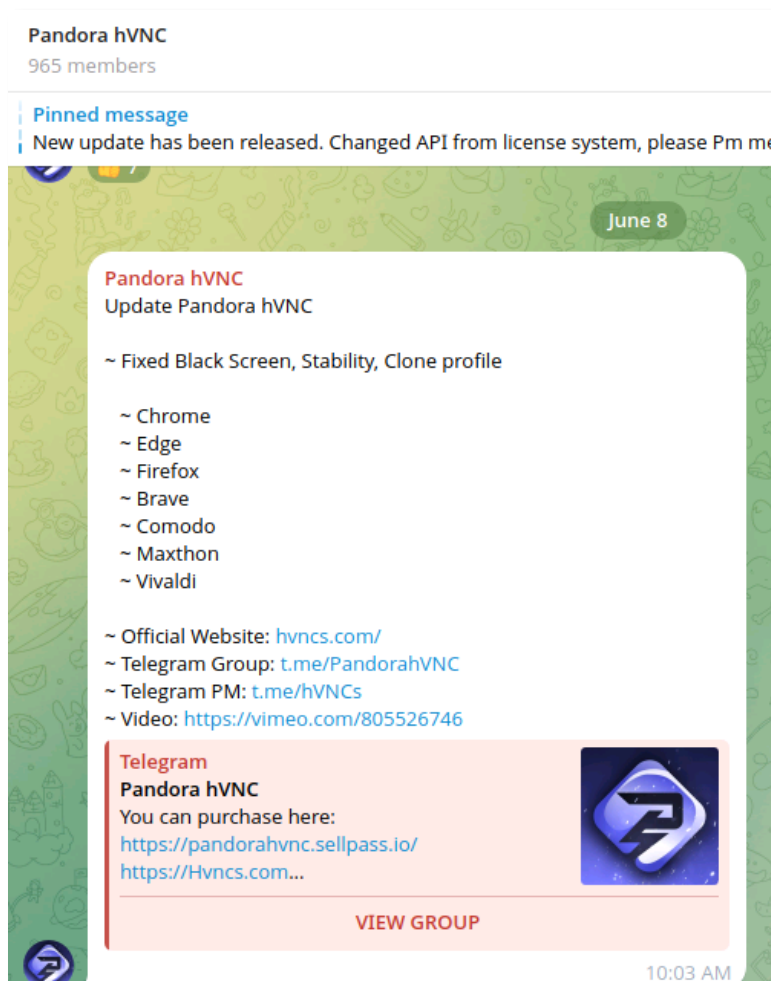 Pandora hVNC
965 members
Pinned message
New update has been released. Changed API from license system, please Pm me
7
June 8
Pandora hVNC
Update Pandora hVNC
~ Fixed Black Screen, Stability, Clone profile
~ Chrome
~ Edge
~ Firefox
~ Brave
~ Comodo
~ Maxthon
~ Vivaldi
~ Official Website: hvncs.com/
~ Telegram Group: t.me/PandorahVNC
~ Telegram PM: t.me/hVNCs
~ Video: https://vimeo.com/805526746
Telegram
Pandora hVNC
You can purchase here:
https://pandorahvnc.sellpass.io/
https://Hvncs.com...
VIEW GROUP
10:03 AM